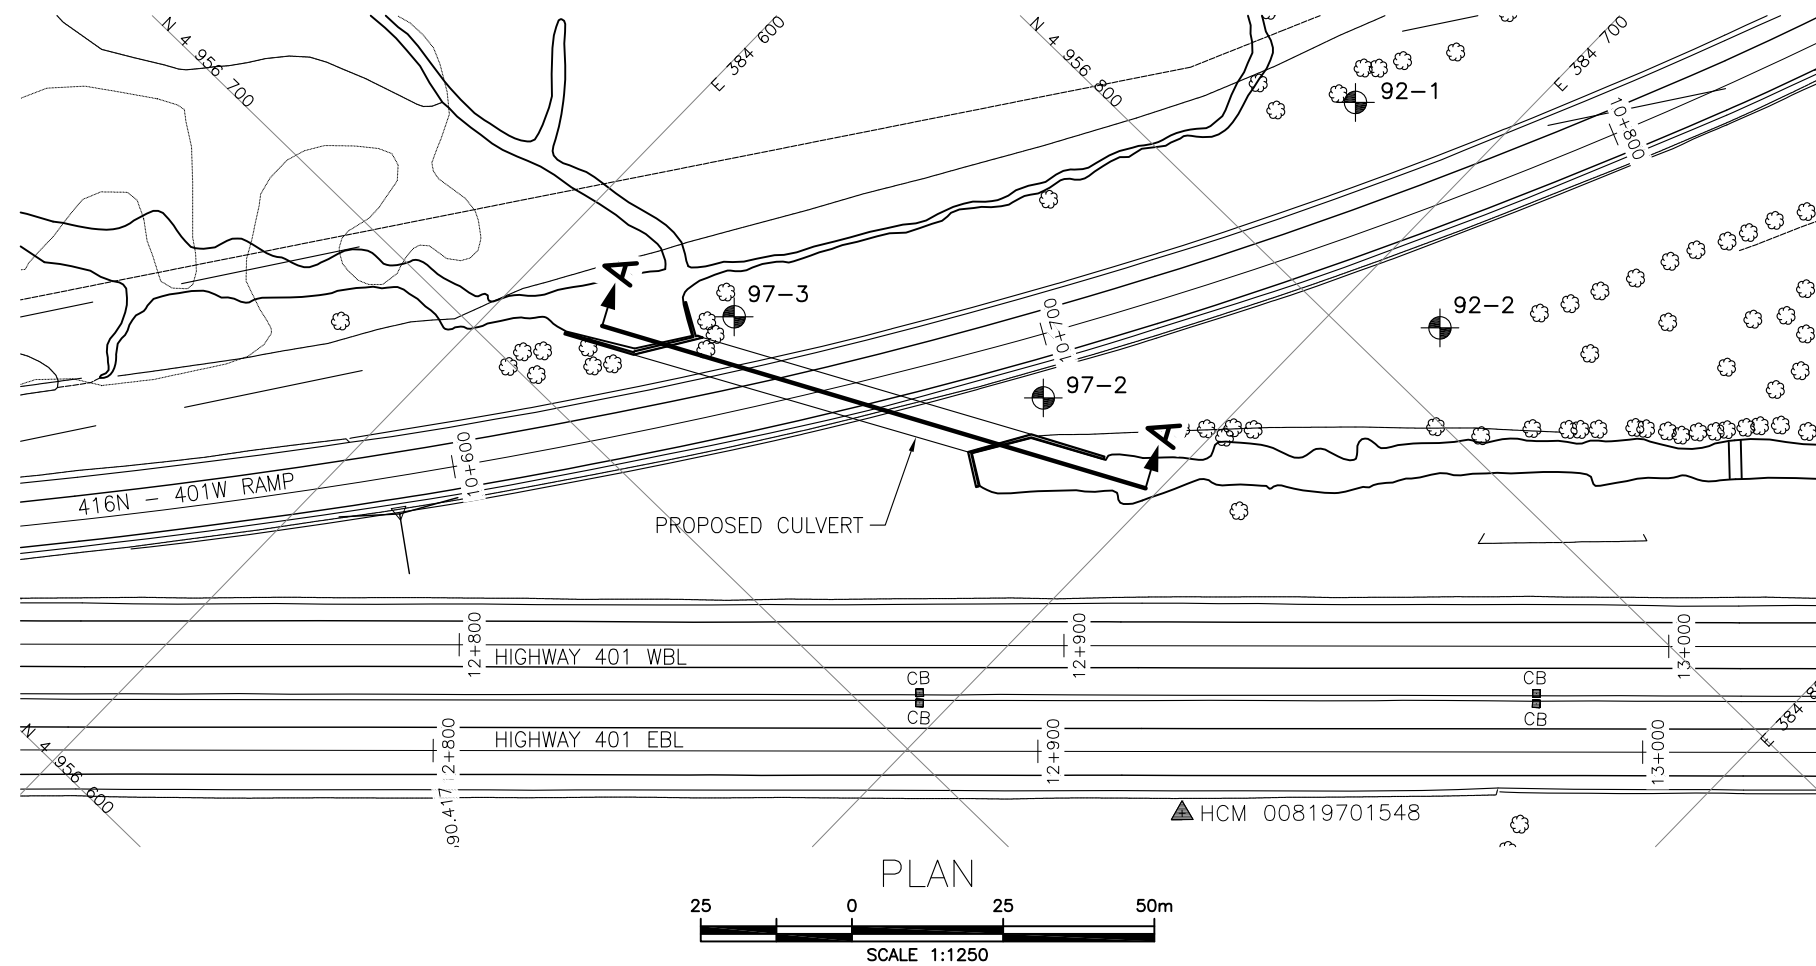 N 4 956 700
E 384 600
N 4 956 800
E 384 700
92-1
10+800
A
97-3
92-2
10+700
97-2
A
10+600
416N - 401W RAMP
PROPOSED CULVERT
12+800
HIGHWAY 401 WBL
12+900
13+000
CB
CB
CB
CB
N 4 956 600
E 384 8
12+800
HIGHWAY 401 EBL
12+900
13+000
90.417
HCM 00819701548
PLAN
25 0 25 50m
SCALE 1:1250